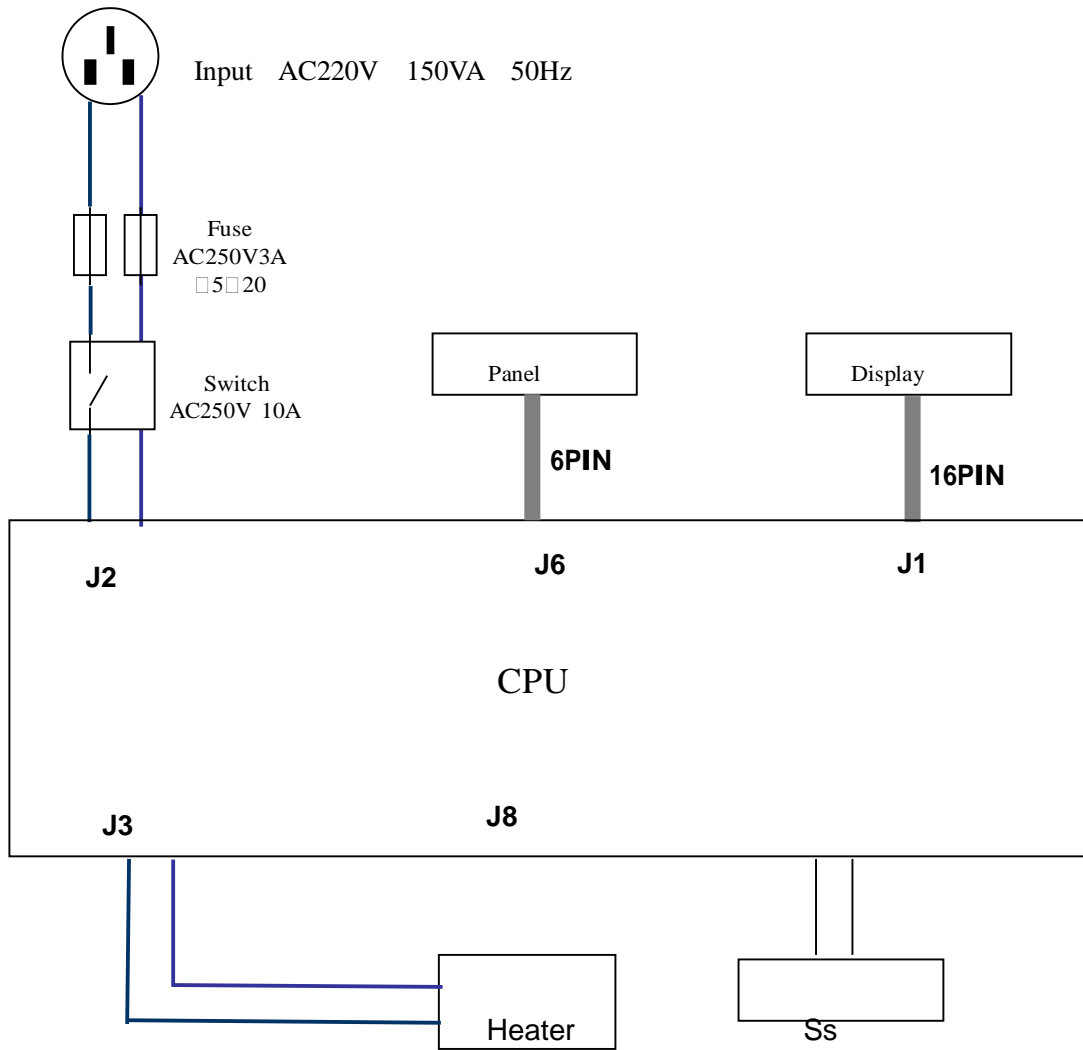 Input AC220V 150VA 50Hz
Fuse
AC250V3A
□5□20
Switch
AC250V 10A
Panel
Display
6PIN
16PIN
J2
J6
J1
CPU
J3
J8
Heater
Ss